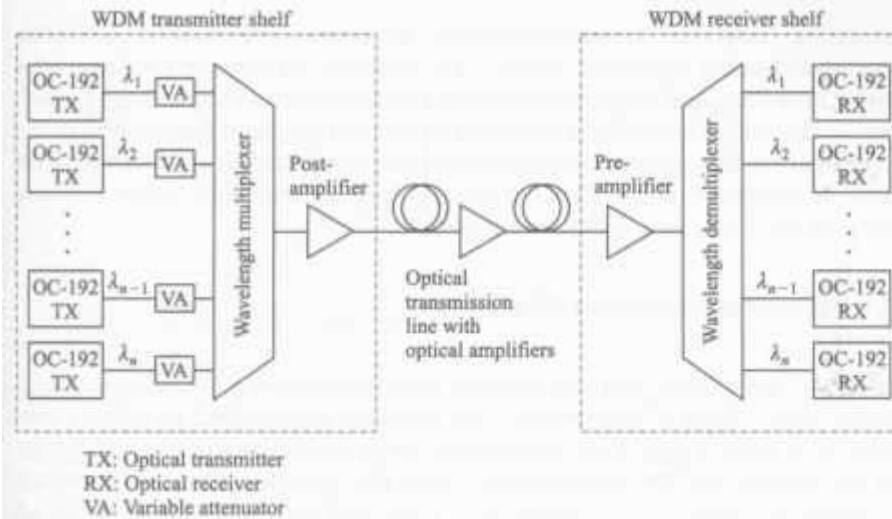 WDM transmitter shelf
WDM receiver shelf
OC-192
TX
λ1
VA
OC-192
TX
λ2
VA
OC-192
TX
λn−1
VA
OC-192
TX
λn
VA
Wavelength multiplexer
Post-
amplifier
Optical
transmission
line with
optical amplifiers
Pre-
amplifier
Wavelength demultiplexer
λ1
OC-192
RX
λ2
OC-192
RX
λn−1
OC-192
RX
λn
OC-192
RX
TX: Optical transmitter
RX: Optical receiver
VA: Variable attenuator